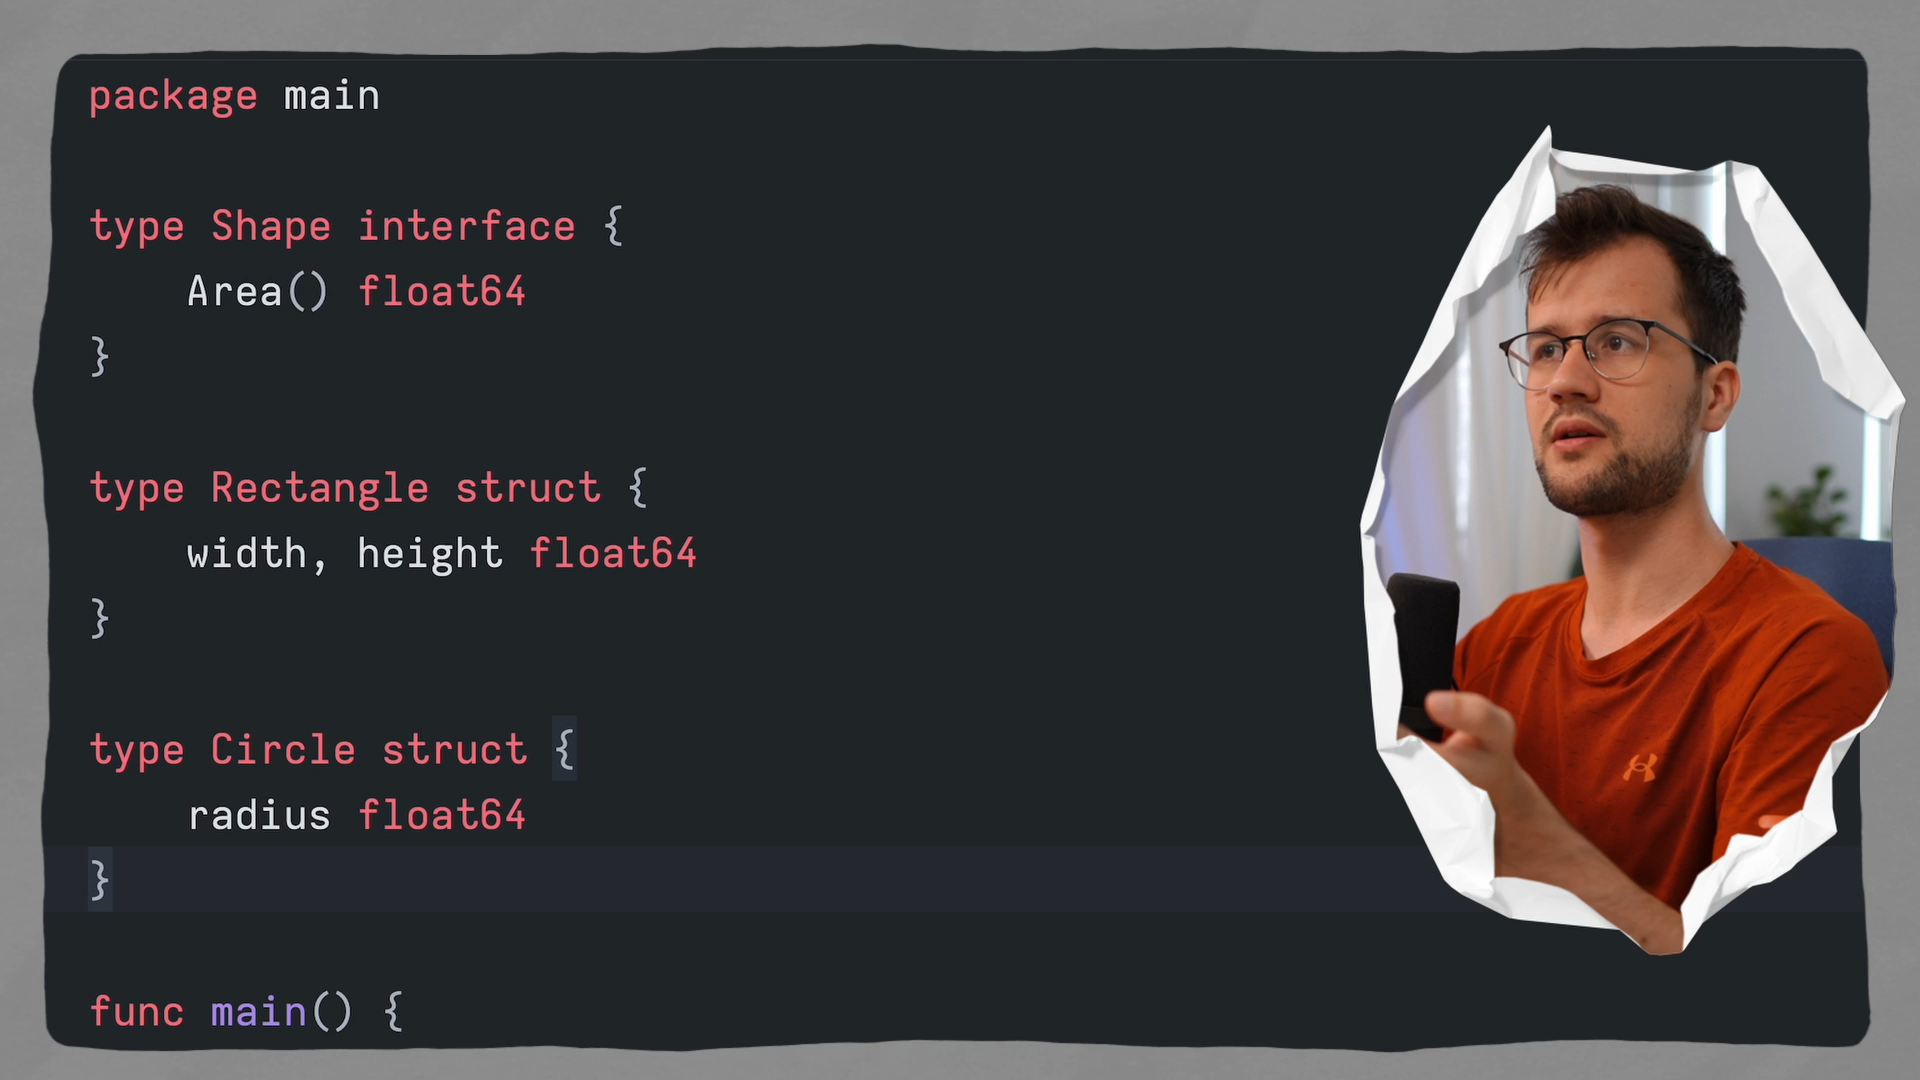 package main
type Shape interface {
Area() float64
}
type Rectangle struct {
width, height float64
}
type Circle struct {
radius float64
}
func main() {